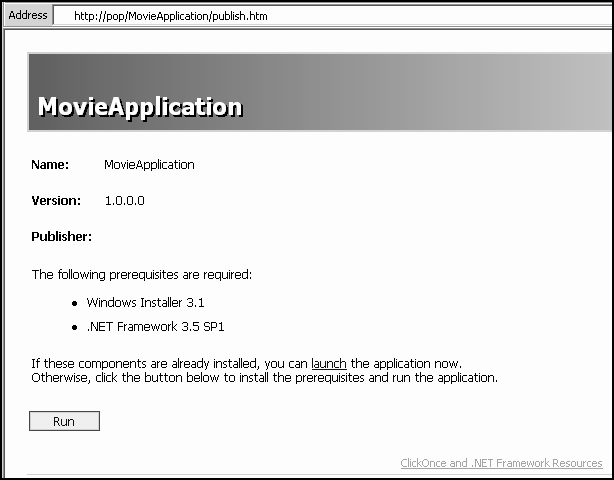 Address http://pop/MovieApplication/publish.htm
MovieApplication
Name: MovieApplication
Version: 1.0.0.0
Publisher:
The following prerequisites are required:
• Windows Installer 3.1
• .NET Framework 3.5 SP1
If these components are already installed, you can launch the application now.
Otherwise, click the button below to install the prerequisites and run the application.
Run
ClickOnce and .NET Framework Resources